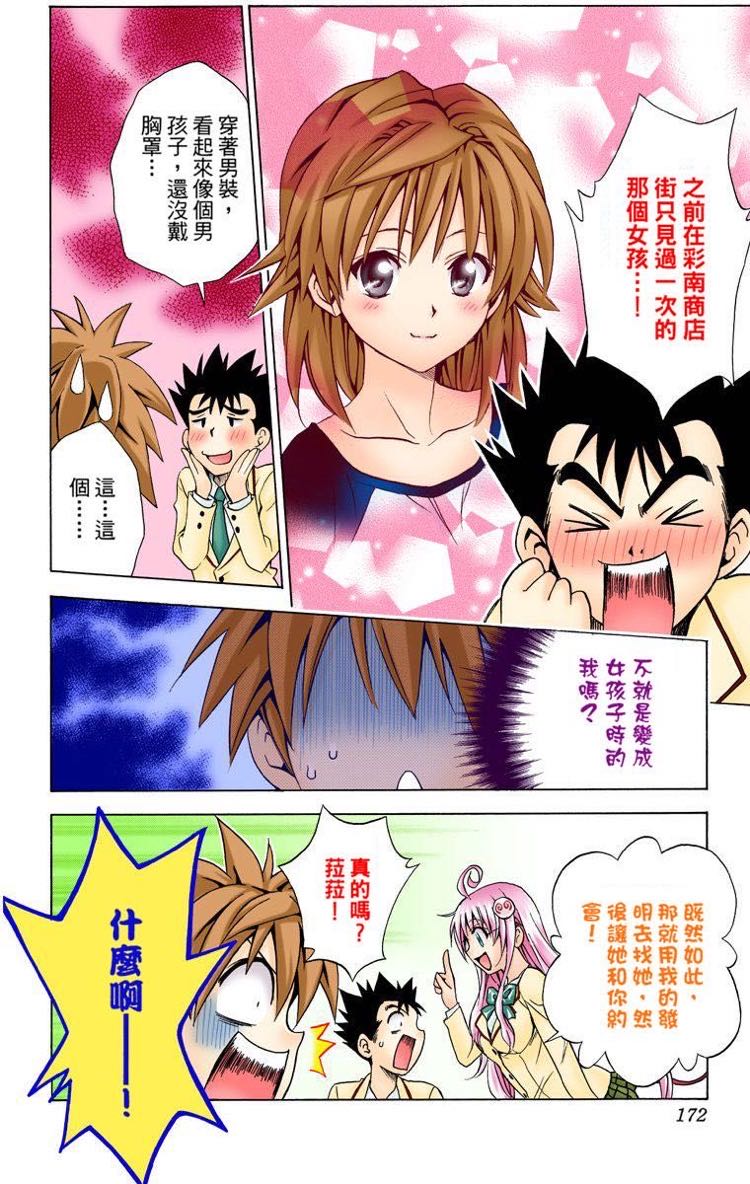 之前在彩南商店
街只見過一次的
那個女孩…!
穿著男裝，
看起來像個男
孩子，還沒戴
胸罩…
這…這
個……
不就是變成
女孩子時的
我嗎？
既然如此，
那就用我的發
明去找她，然
後讓她和你約
會！
真的嗎？
菈菈！
什麼啊——！
172